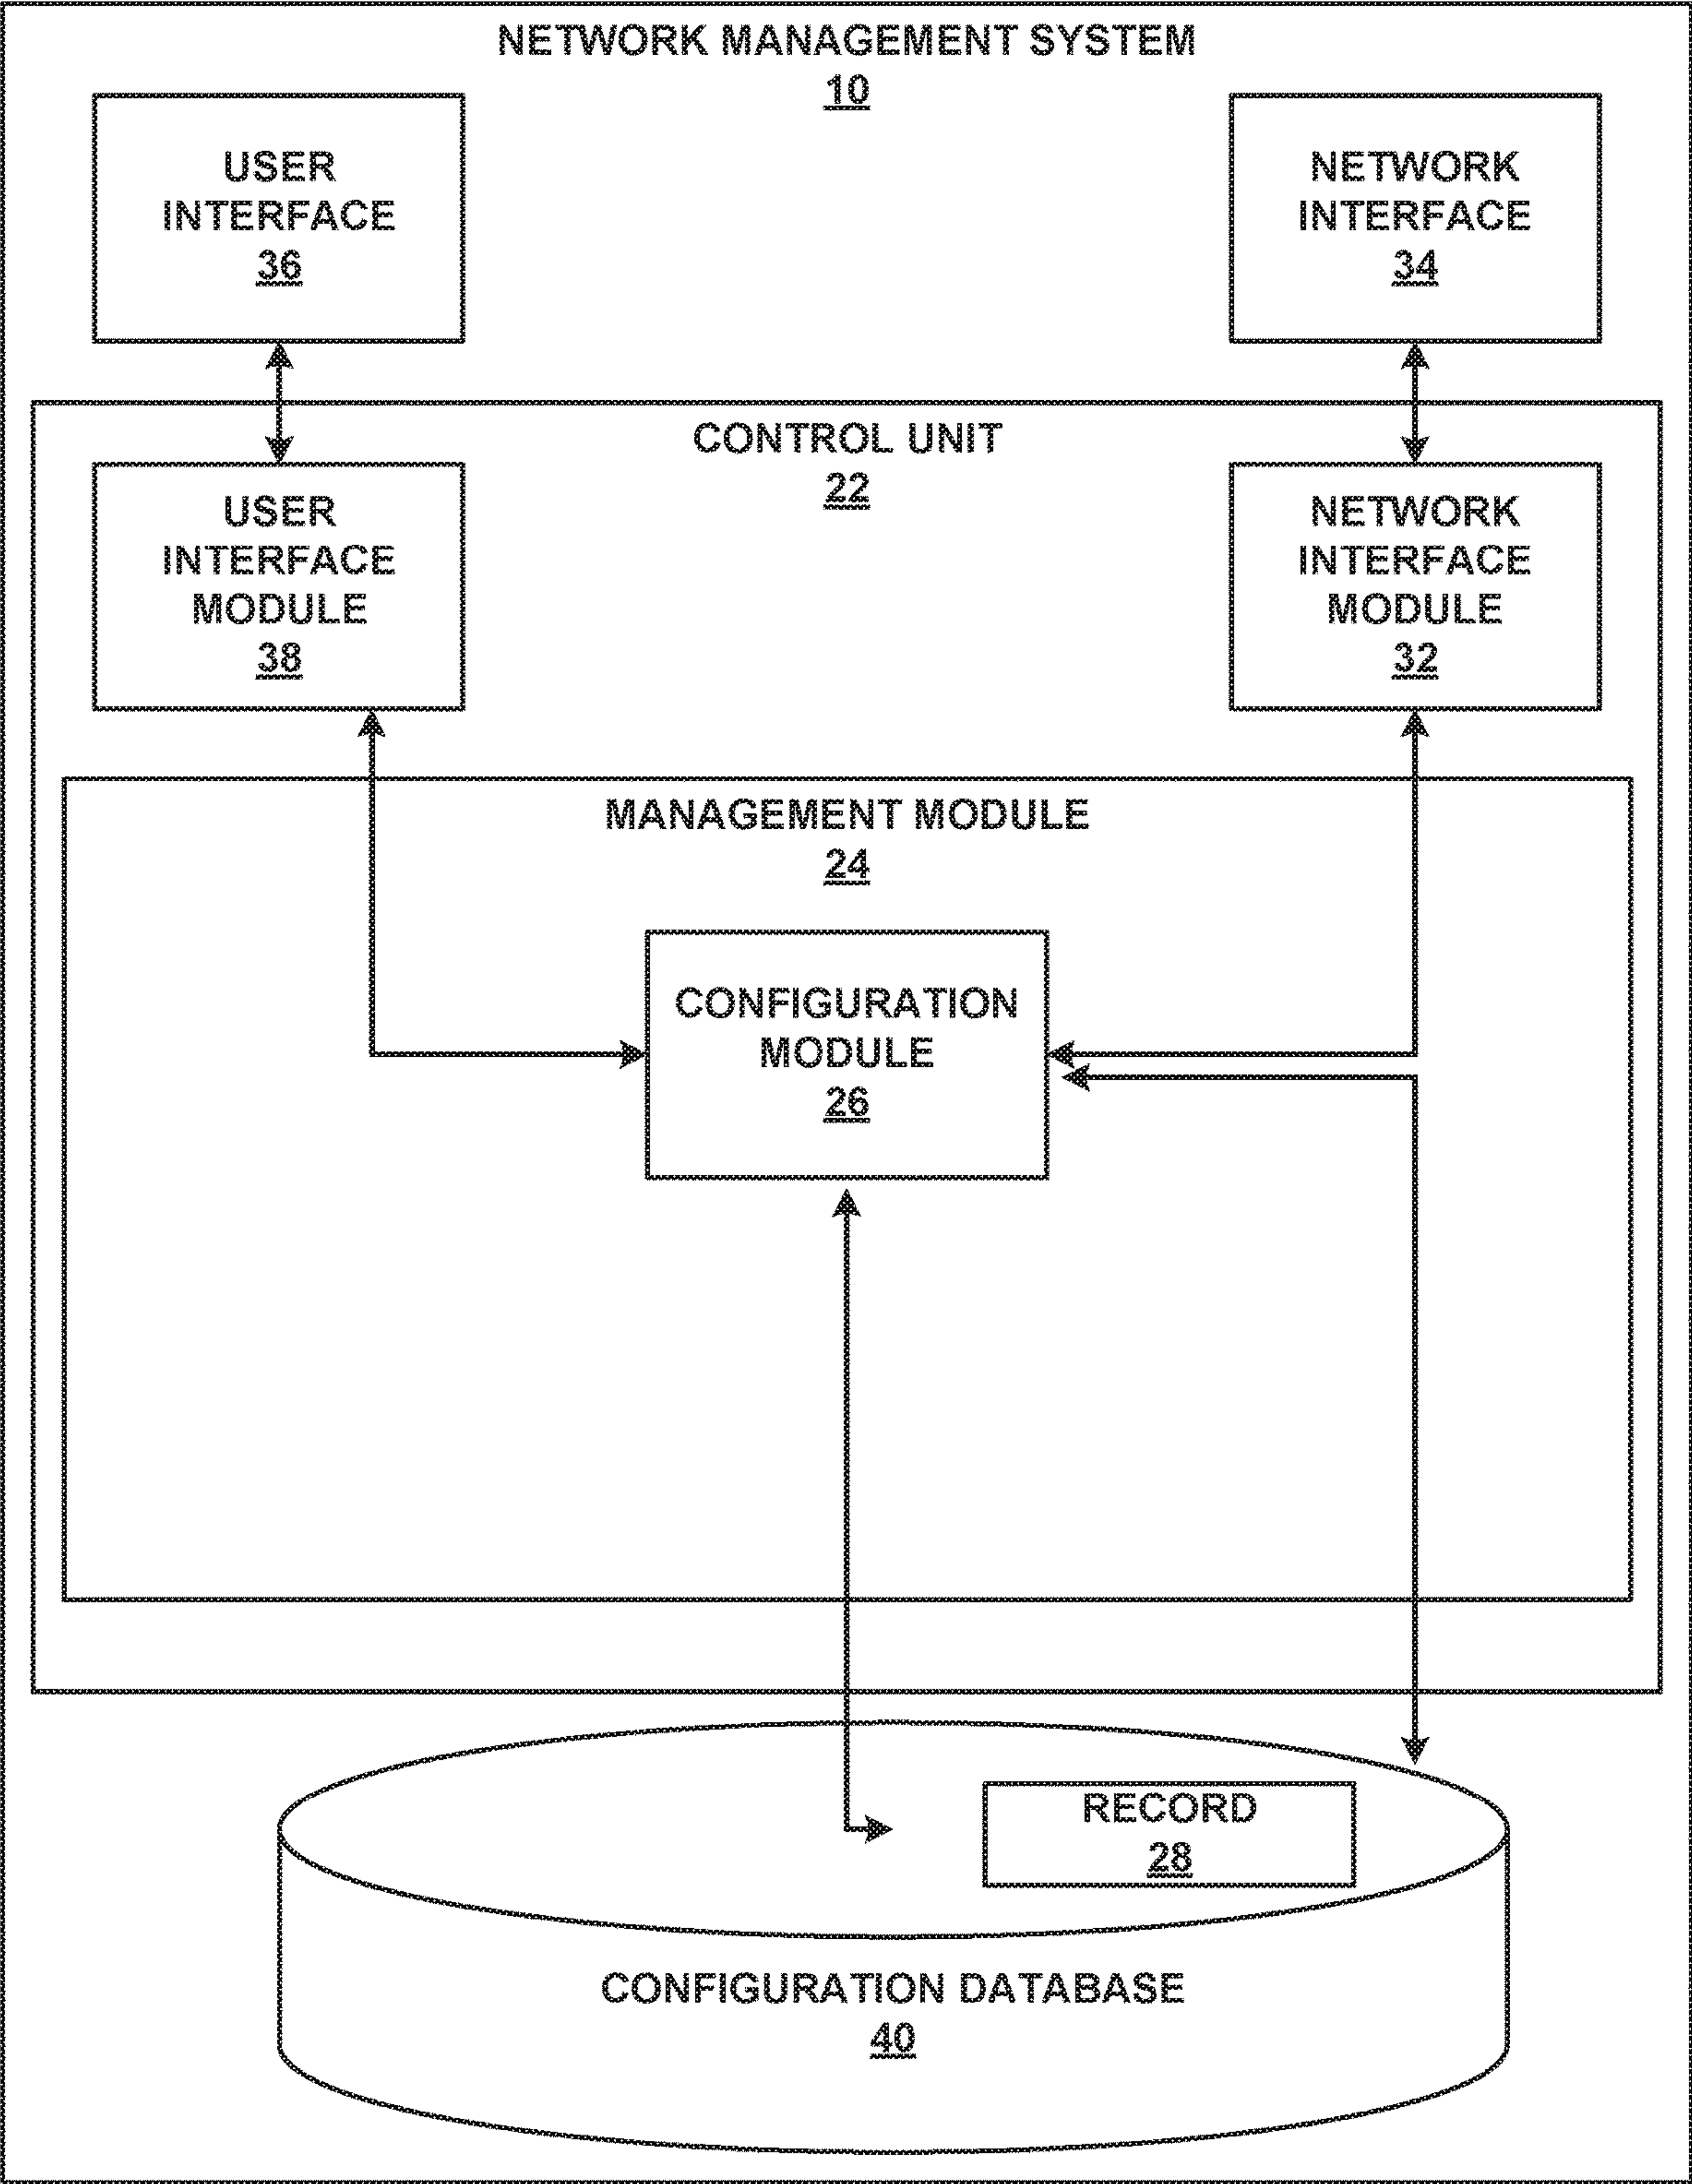 NETWORK MANAGEMENT SYSTEM
10
USER
INTERFACE
36
NETWORK
INTERFACE
34
CONTROL UNIT
22
USER
INTERFACE
MODULE
38
NETWORK
INTERFACE
MODULE
32
MANAGEMENT MODULE
24
CONFIGURATION
MODULE
26
RECORD
28
CONFIGURATION DATABASE
40